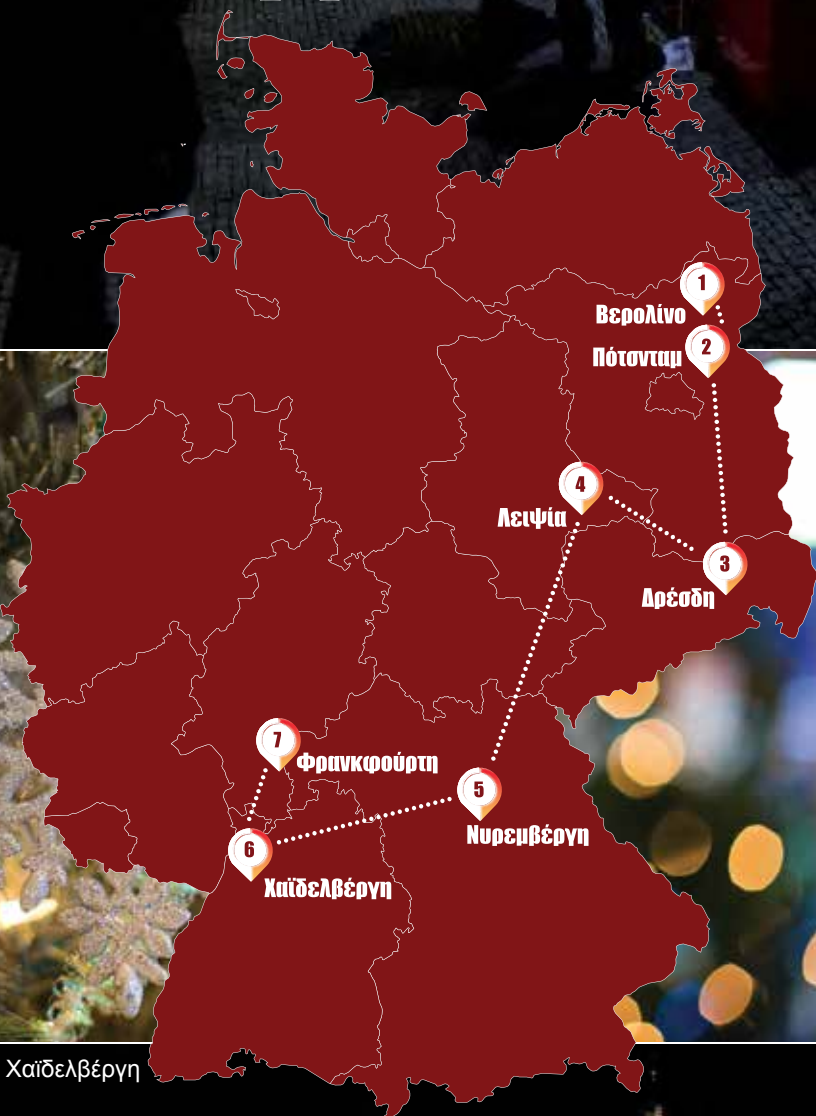 1
Βερολίνο
2
Πότσνταμ
4
Λειψία
3
Δρέσδη
7
Φρανκφούρτη
5
Νυρεμβέργη
6
Χαϊδελβέργη
Χαϊδελβέργη